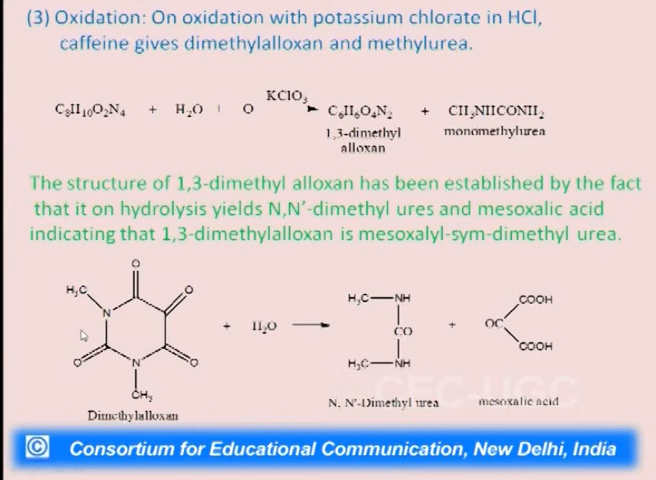 (3) Oxidation: On oxidation with potassium chlorate in HCl,
caffeine gives dimethylalloxan and methylurea.
KClO₃
C₈H₁₀O₂N₄ + H₂O + O C₆H₆O₄N₂ + CH₃NHCONH₂
1,3-dimethyl monomethylurea
alloxan
The structure of 1,3-dimethyl alloxan has been established by the fact
that it on hydrolysis yields N,N'-dimethyl ures and mesoxalic acid
indicating that 1,3-dimethylalloxan is mesoxalyl-sym-dimethyl urea.
O
H₃C O H₃C NH COOH
N
+ H₂O CO + OC
O N O H₃C NH COOH
CH₃
N, N'-Dimethyl urea mesoxalic acid
Dimethylalloxan
CEC-UGC
© Consortium for Educational Communication, New Delhi, India